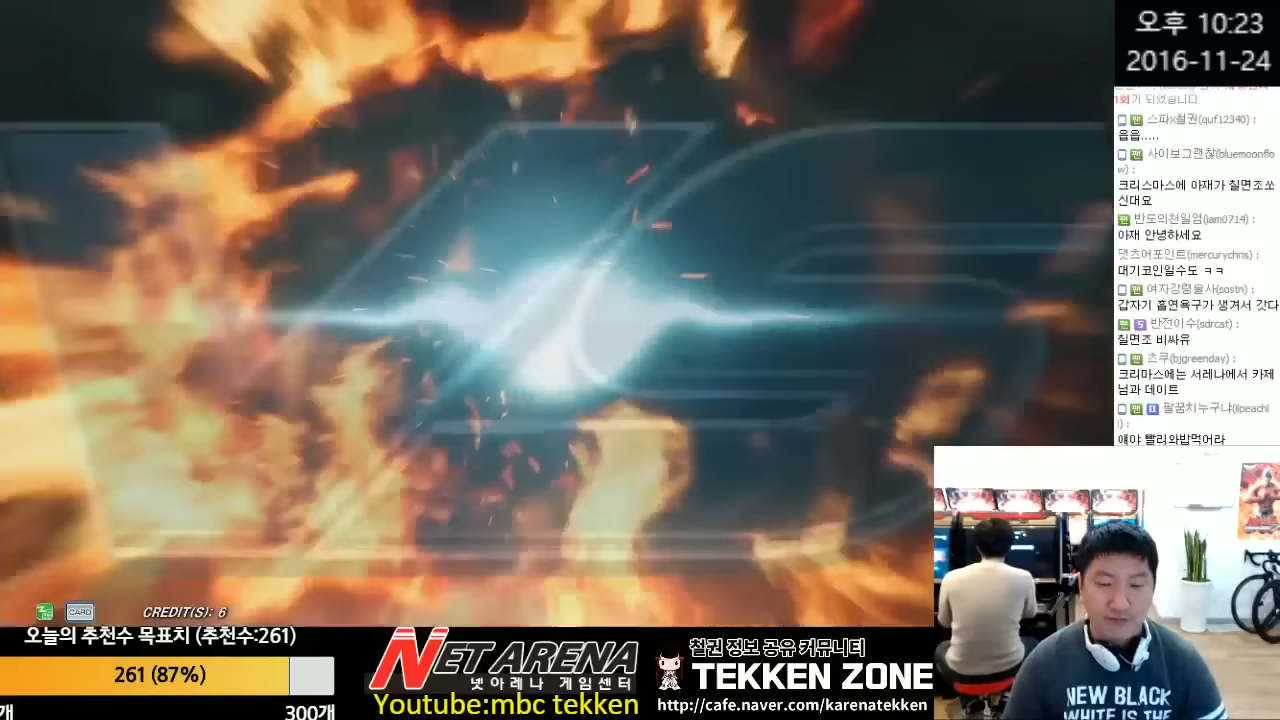 오후 10:23
2016-11-24
1회가 되었습니다.
스파x철권(quf12340) :
읍읍.....
사이보그괜찮(bluemoonflo
w) :
크리스마스에 아재가 칠면조쏘
신대요
반도의천일염(iam0714) :
아재 안녕하세요
댓츠어포인트(mercurychris) :
대기코인일수도 ㅋㅋ
여자강령술사(sostn) :
갑자기 흡연욕구가 생겨서 갓다
반전이수(sdrcat) :
칠면조 비싸유
츠쿠(bjgreenday) :
크리마스에는 서레나에서 카제
넘과 데이트
팔꿈치누구냐(ilpeachi
i) :
얘야 빨리와밥먹어라
CARD
CREDIT(S): 6
오늘의 추천수 목표치 (추천수:261)
261 (87%)
개
300개
NET ARENA
넷아레나 게임센터
Youtube:mbc tekken
철권 정보 공유 커뮤니티
TEKKEN ZONE
http://cafe.naver.com/karenatekken
NEW BLACK
WHITE IS THE